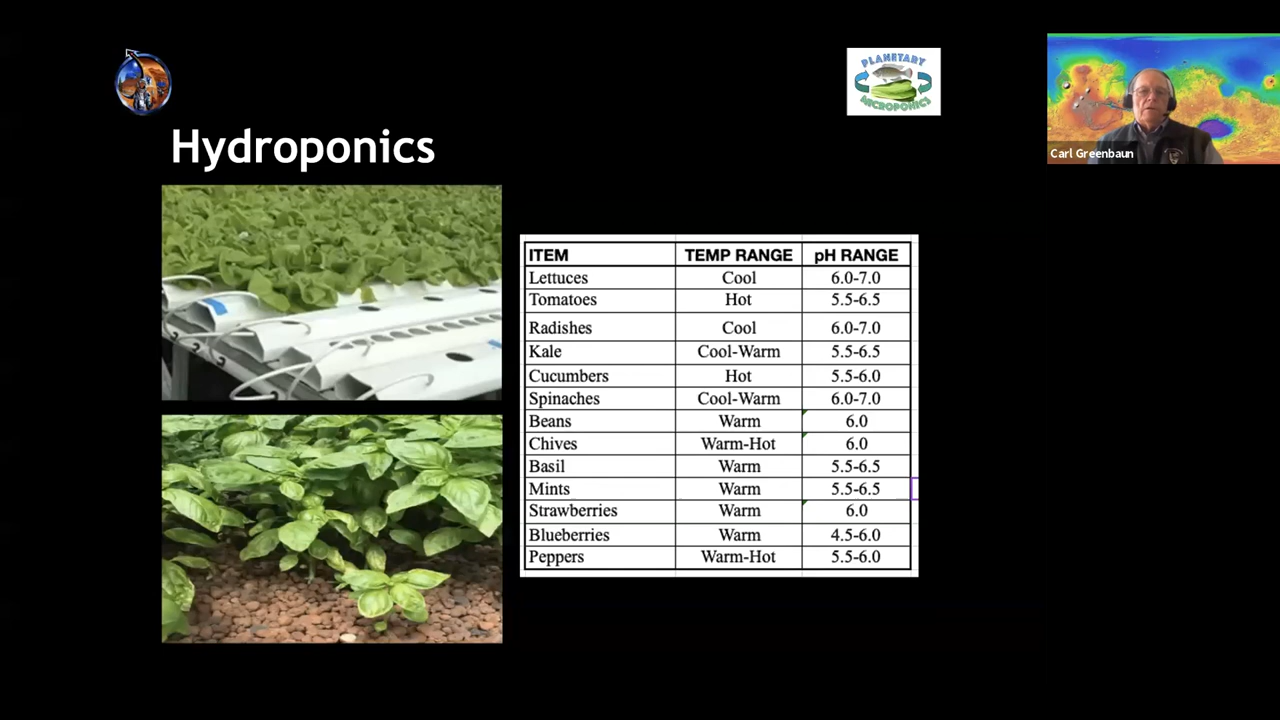 PLANETARY
MICROPONICS
Carl Greenbaun
Hydroponics
ITEM TEMP RANGE pH RANGE
Lettuces Cool 6.0-7.0
Tomatoes Hot 5.5-6.5
Radishes Cool 6.0-7.0
Kale Cool-Warm 5.5-6.5
Cucumbers Hot 5.5-6.0
Spinaches Cool-Warm 6.0-7.0
Beans Warm 6.0
Chives Warm-Hot 6.0
Basil Warm 5.5-6.5
Mints Warm 5.5-6.5
Strawberries Warm 6.0
Blueberries Warm 4.5-6.0
Peppers Warm-Hot 5.5-6.0